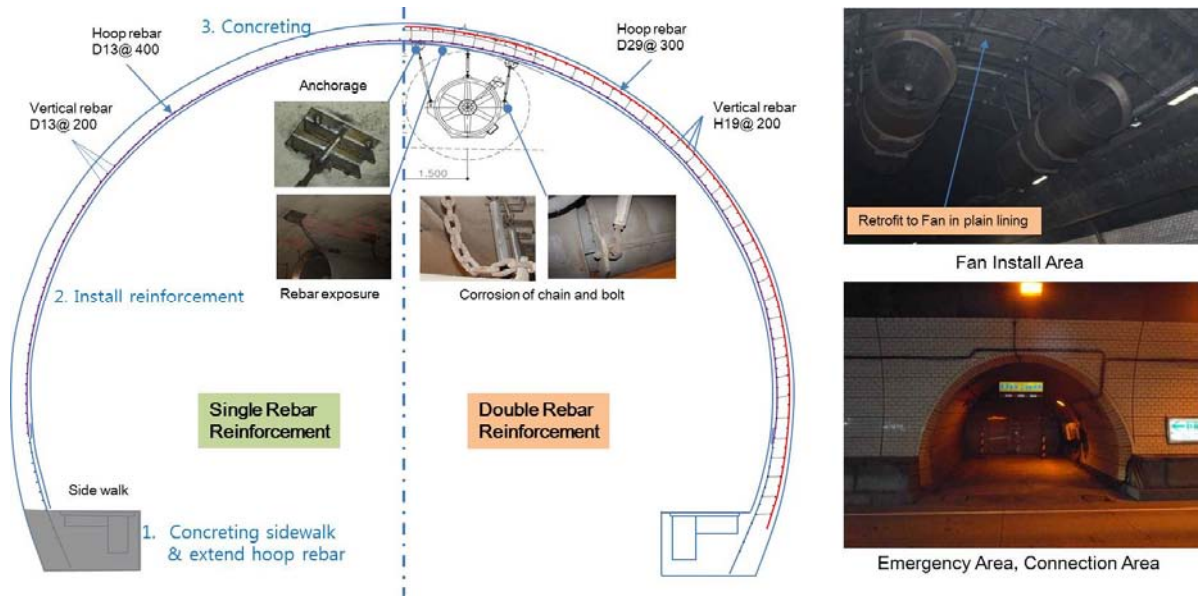 3. Concreting
Hoop rebar
D13@ 400
Vertical rebar
D13@ 200
Anchorage
Rebar exposure
1.500
Corrosion of chain and bolt
Hoop rebar
D29@ 300
Vertical rebar
H19@ 200
2. Install reinforcement
Single Rebar
Reinforcement
Double Rebar
Reinforcement
Side walk
1. Concreting sidewalk
& extend hoop rebar
Retrofit to Fan in plain lining
Fan Install Area
Emergency Area, Connection Area